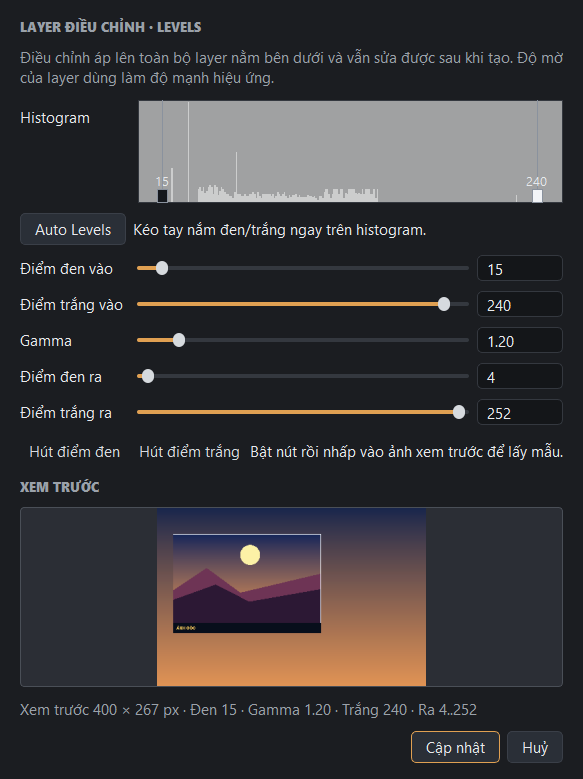 LAYER ĐIỀU CHỈNH · LEVELS
Điều chỉnh áp lên toàn bộ layer nằm bên dưới và vẫn sửa được sau khi tạo. Độ mờ
của layer dùng làm độ mạnh hiệu ứng.
Histogram
15 240
Auto Levels Kéo tay nắm đen/trắng ngay trên histogram.
Điểm đen vào 15
Điểm trắng vào 240
Gamma 1.20
Điểm đen ra 4
Điểm trắng ra 252
Hút điểm đen Hút điểm trắng Bật nút rồi nhấp vào ảnh xem trước để lấy mẫu.
XEM TRƯỚC
ẢNH GỐC
Xem trước 400 × 267 px · Đen 15 · Gamma 1.20 · Trắng 240 · Ra 4..252
Cập nhật Huỷ